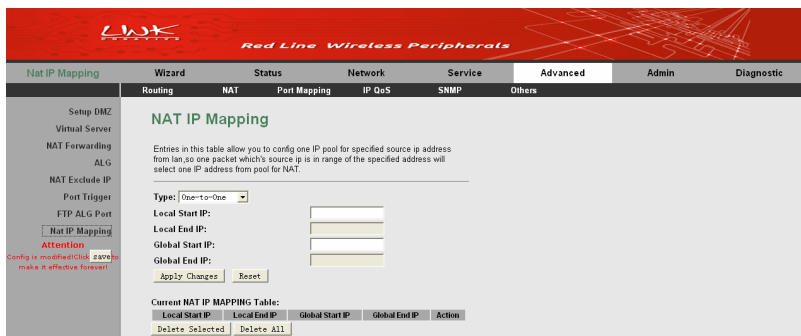 LINK
CREATIVE
Red Line Wireless Peripherals
Nat IP Mapping
Wizard Status Network Service Advanced Admin Diagnostic
Routing NAT Port Mapping IP QoS SNMP Others
Setup DMZ
Virtual Server
NAT Forwarding
ALG
NAT Exclude IP
Port Trigger
FTP ALG Port
Nat IP Mapping
Attention
Config is modified!Click save to
make it effective forever!
NAT IP Mapping
Entries in this table allow you to config one IP pool for specified source ip address
from lan,so one packet which's source ip is in range of the specified address will
select one IP address from pool for NAT.
Type: One-to-One
Local Start IP:
Local End IP:
Global Start IP:
Global End IP:
Apply Changes Reset
Current NAT IP MAPPING Table:
Local Start IP Local End IP Global Start IP Global End IP Action
Delete Selected Delete All